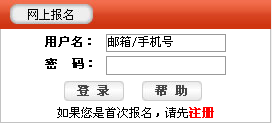 网上报名
用户名： 邮箱/手机号
密　码：
登 录 帮 助
如果您是首次报名，请先注册